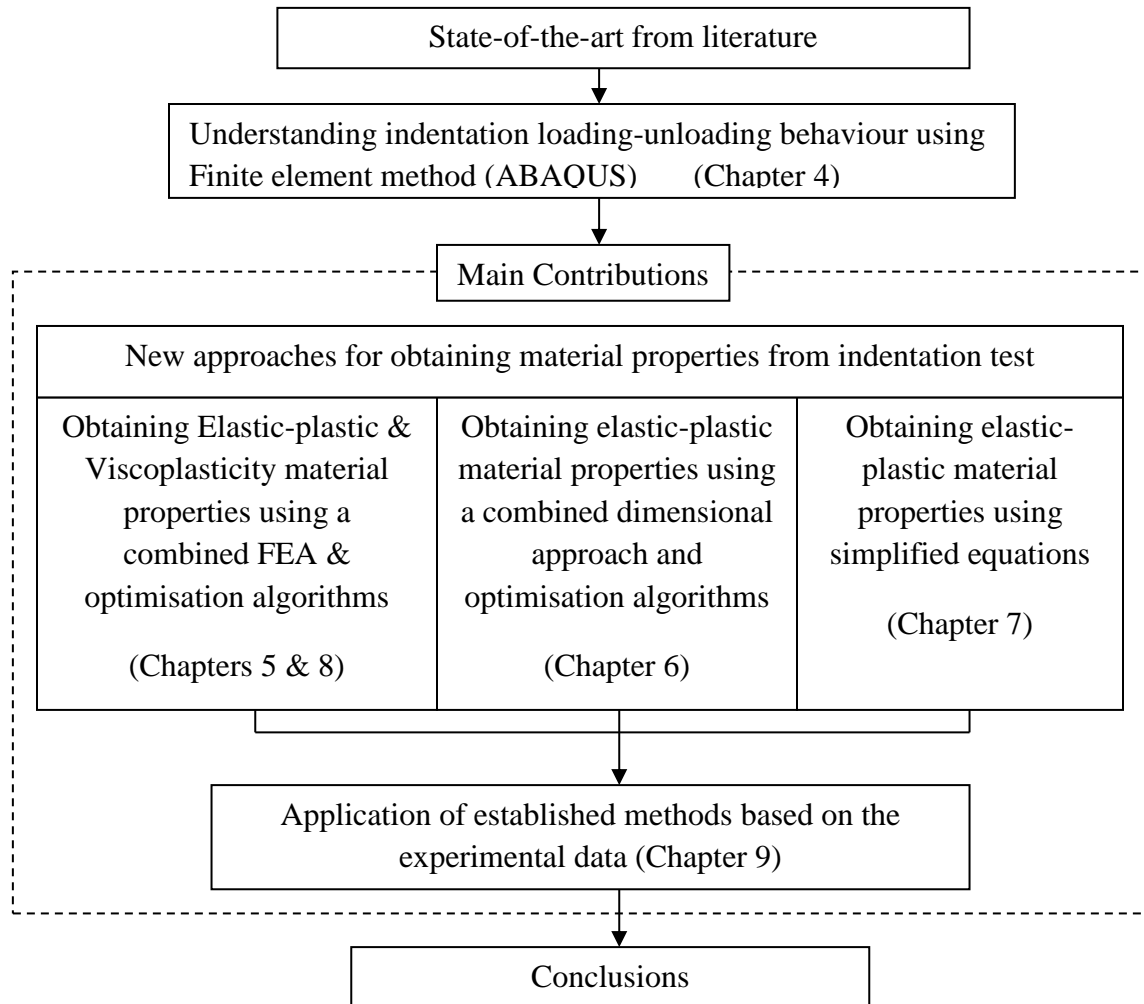 State-of-the-art from literature
Understanding indentation loading-unloading behaviour using
Finite element method (ABAQUS) (Chapter 4)
Main Contributions
New approaches for obtaining material properties from indentation test
Obtaining Elastic-plastic &
Viscoplasticity material
properties using a
combined FEA &
optimisation algorithms
(Chapters 5 & 8)
Obtaining elastic-plastic
material properties using
a combined dimensional
approach and
optimisation algorithms
(Chapter 6)
Obtaining elastic-
plastic material
properties using
simplified equations
(Chapter 7)
Application of established methods based on the
experimental data (Chapter 9)
Conclusions